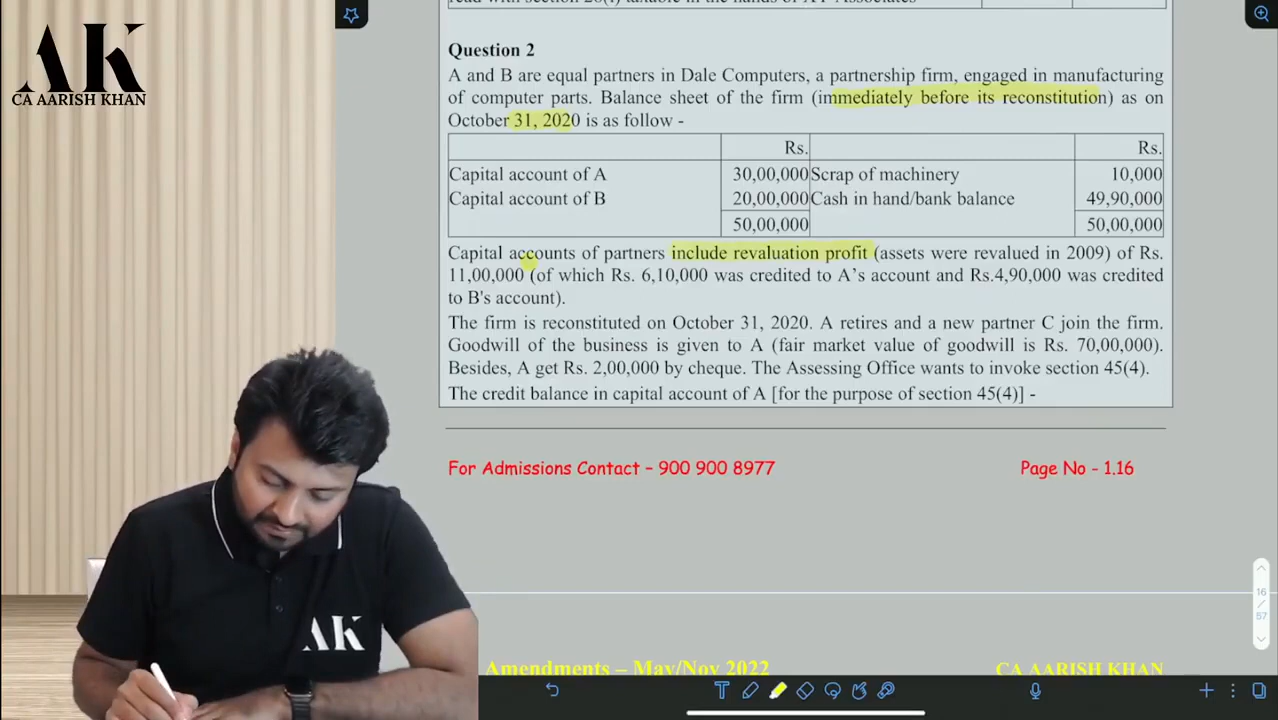 AK
CA AARISH KHAN
Question 2
A and B are equal partners in Dale Computers, a partnership firm, engaged in manufacturing
of computer parts. Balance sheet of the firm (immediately before its reconstitution) as on
October 31, 2020 is as follow -
Rs. Rs.
Capital account of A 30,00,000 Scrap of machinery 10,000
Capital account of B 20,00,000 Cash in hand/bank balance 49,90,000
50,00,000 50,00,000
Capital accounts of partners include revaluation profit (assets were revalued in 2009) of Rs.
11,00,000 (of which Rs. 6,10,000 was credited to A's account and Rs.4,90,000 was credited
to B's account).
The firm is reconstituted on October 31, 2020. A retires and a new partner C join the firm.
Goodwill of the business is given to A (fair market value of goodwill is Rs. 70,00,000).
Besides, A get Rs. 2,00,000 by cheque. The Assessing Office wants to invoke section 45(4).
The credit balance in capital account of A [for the purpose of section 45(4)] -
For Admissions Contact – 900 900 8977 Page No - 1.16
AK
16
/
57
Amendments – May/Nov 2022 CA AARISH KHAN